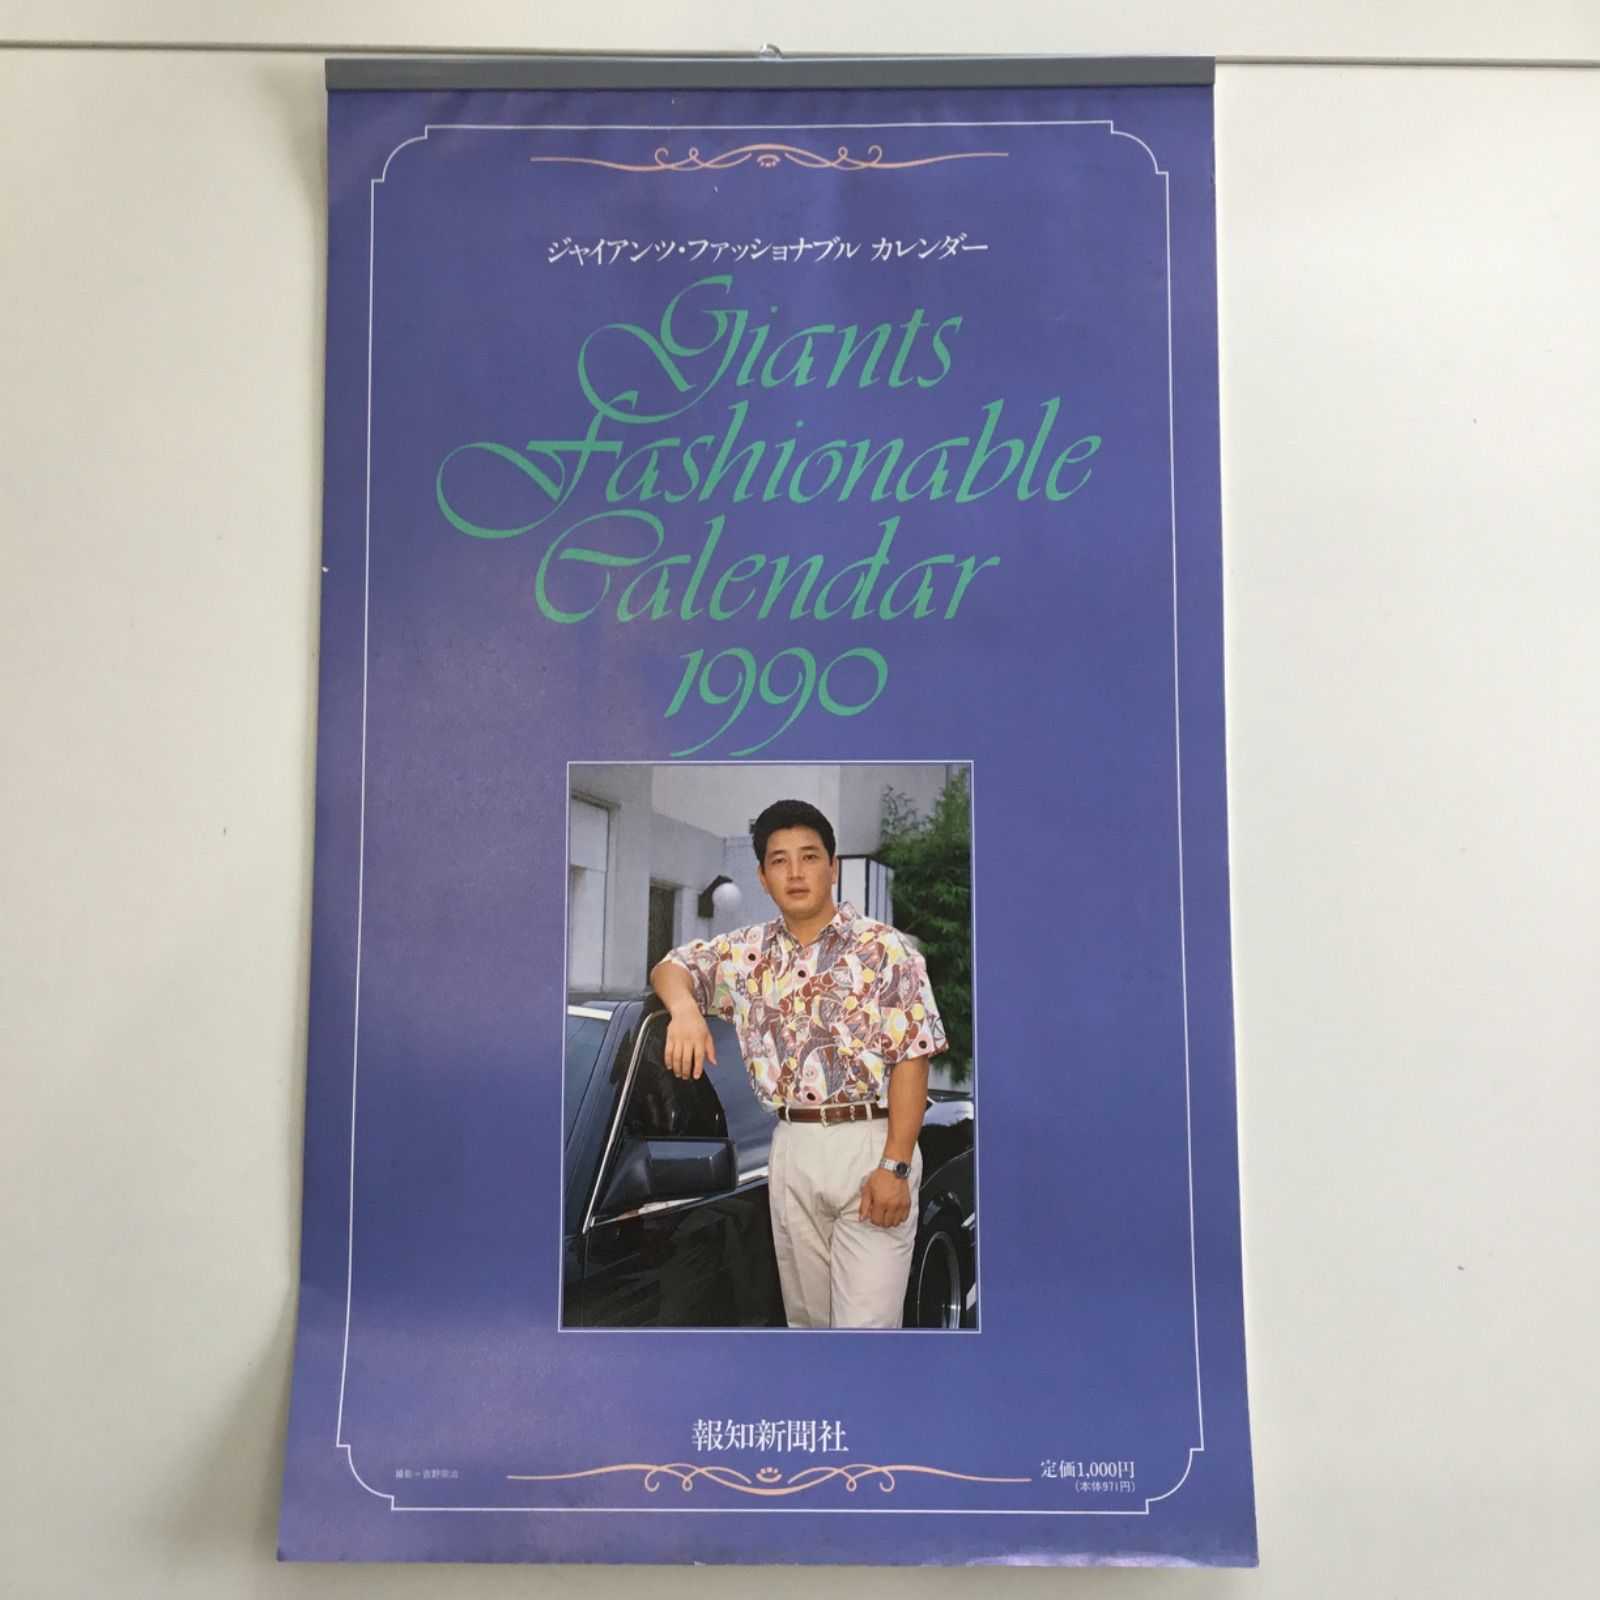 ジャイアンツ・ファッショナブル カレンダー
Giants
Fashionable
Calendar
1990
報知新聞社
定価1,000円
(本体971円)